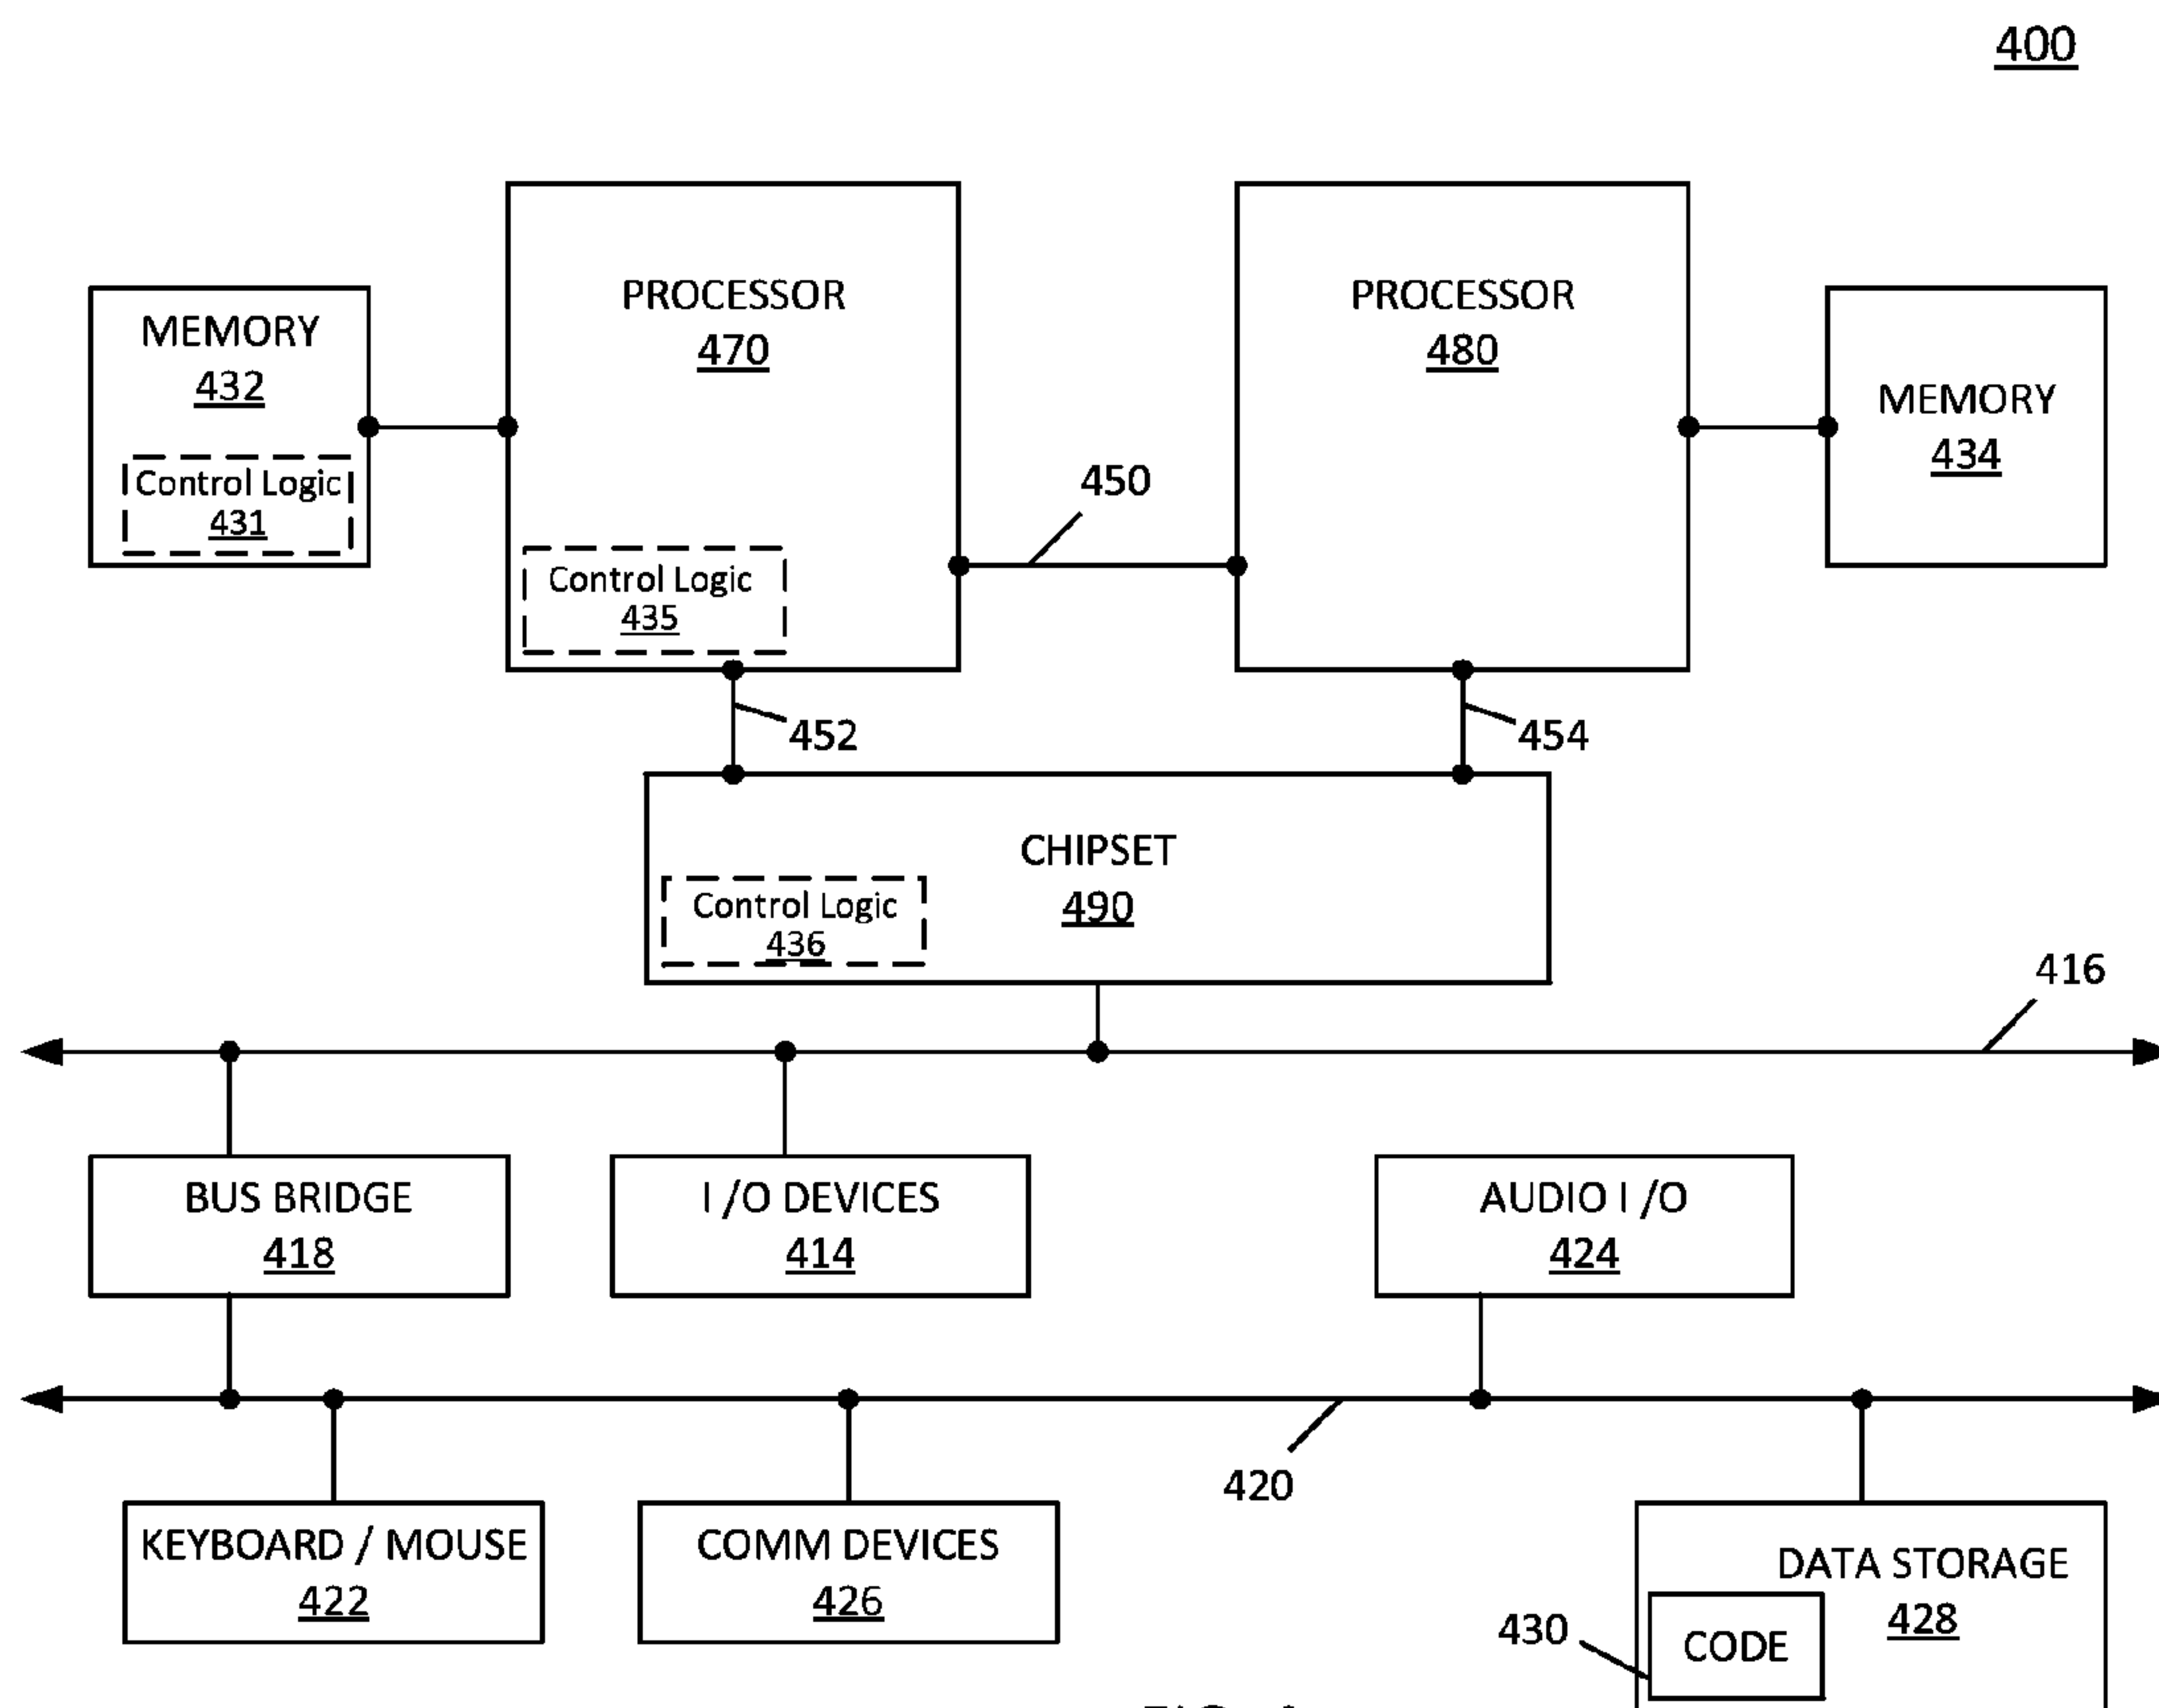 400
PROCESSOR
470
PROCESSOR
480
MEMORY
432
MEMORY
434
Control Logic
431
450
Control Logic
435
452
454
CHIPSET
490
Control Logic
436
416
BUS BRIDGE
418
I /O DEVICES
414
AUDIO I /O
424
420
KEYBOARD / MOUSE
422
COMM DEVICES
426
DATA STORAGE
428
430
CODE